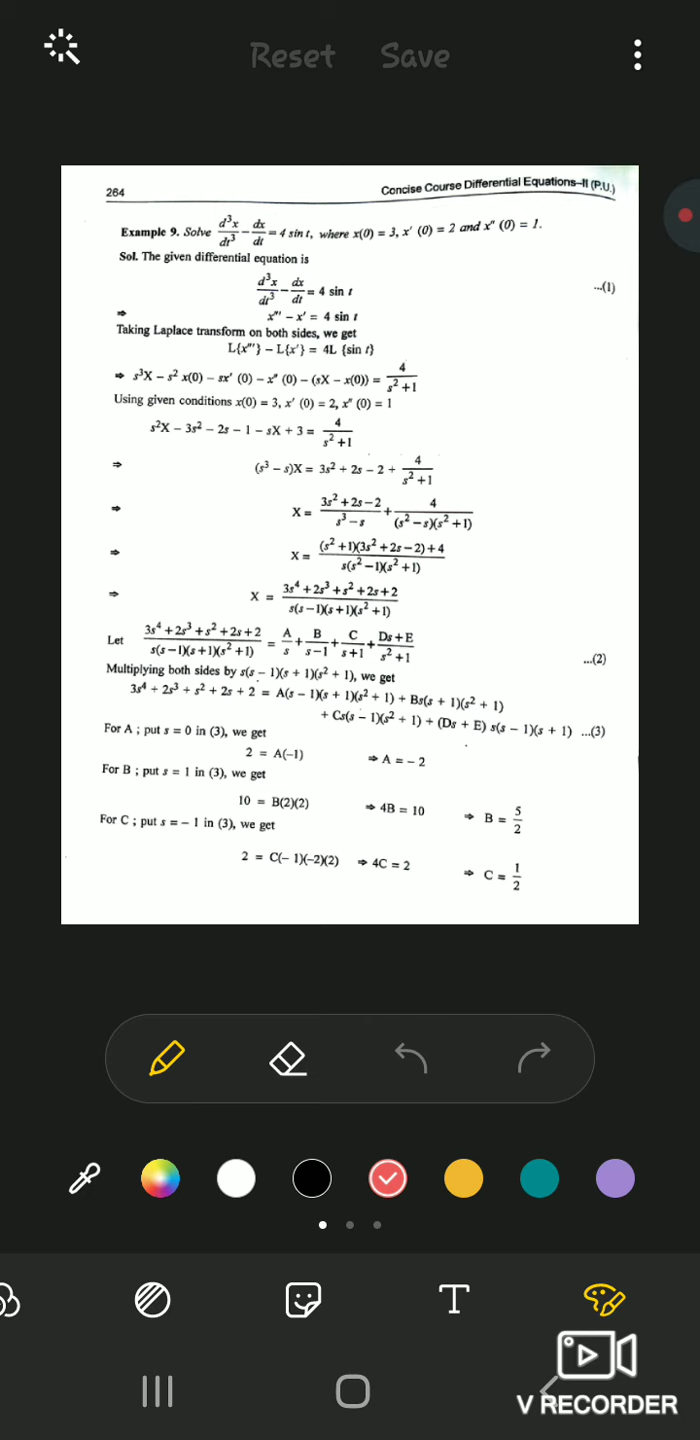 Reset Save
264 Concise Course Differential Equations–II (P.U.)
Example 9. Solve d³x/dt³ − dx/dt = 4 sin t, where x(0) = 3, x′ (0) = 2 and x″ (0) = 1.
Sol. The given differential equation is
d³x/dt³ − dx/dt = 4 sin t ...(1)
⇒ x‴ − x′ = 4 sin t
Taking Laplace transform on both sides, we get
L{x‴} − L{x′} = 4L {sin t}
⇒ s³X − s² x(0) − sx′ (0) − x″ (0) − (sX − x(0)) = 4/(s² + 1)
Using given conditions x(0) = 3, x′ (0) = 2, x″ (0) = 1
s²X − 3s² − 2s − 1 − sX + 3 = 4/(s² + 1)
⇒ (s³ − s)X = 3s² + 2s − 2 + 4/(s² + 1)
⇒ X = (3s² + 2s − 2)/(s³ − s) + 4/((s² − s)(s² + 1))
⇒ X = ((s² + 1)(3s² + 2s − 2) + 4)/(s(s² − 1)(s² + 1))
⇒ X = (3s⁴ + 2s³ + s² + 2s + 2)/(s(s − 1)(s + 1)(s² + 1))
Let (3s⁴ + 2s³ + s² + 2s + 2)/(s(s − 1)(s + 1)(s² + 1)) = A/s + B/(s − 1) + C/(s + 1) + (Ds + E)/(s² + 1) ...(2)
Multiplying both sides by s(s − 1)(s + 1)(s² + 1), we get
3s⁴ + 2s³ + s² + 2s + 2 = A(s − 1)(s + 1)(s² + 1) + Bs(s + 1)(s² + 1)
+ Cs(s − 1)(s² + 1) + (Ds + E) s(s − 1)(s + 1) ...(3)
For A ; put s = 0 in (3), we get
2 = A(−1) ⇒ A = − 2
For B ; put s = 1 in (3), we get
10 = B(2)(2) ⇒ 4B = 10 ⇒ B = 5/2
For C ; put s = − 1 in (3), we get
2 = C(− 1)(−2)(2) ⇒ 4C = 2 ⇒ C = 1/2
T
V RECORDER